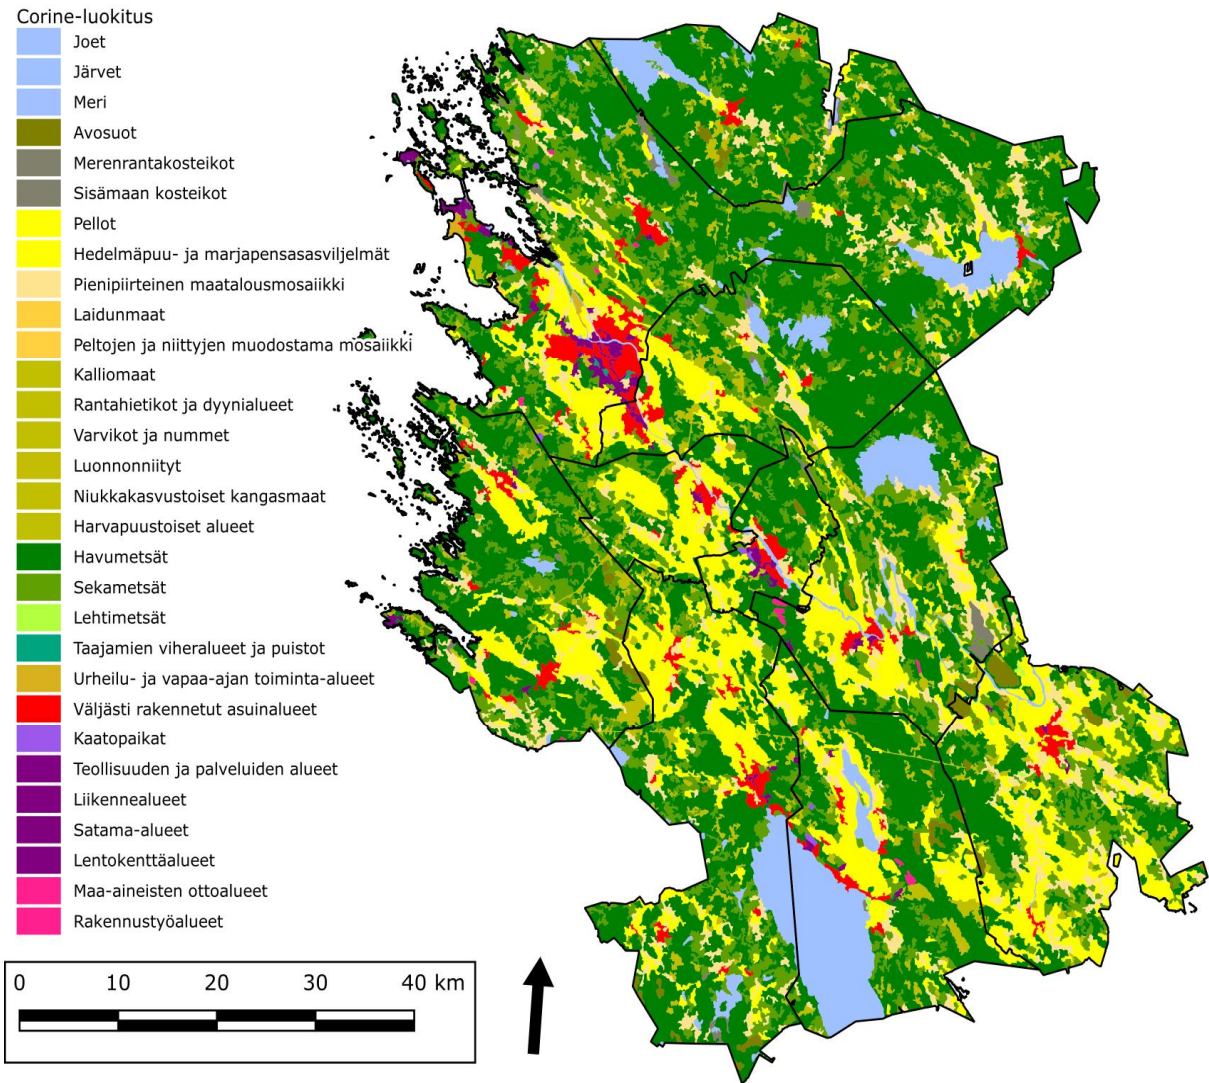 Corine-luokitus
Joet
Järvet
Meri
Avosuot
Merenrantakosteikot
Sisämaan kosteikot
Pellot
Hedelmäpuu- ja marjapensasasviljelmät
Pienipiirteinen maatalousmosaiikki
Laidunmaat
Peltojen ja niittyjen muodostama mosaiikki
Kalliomaat
Rantahietikot ja dyynialueet
Varvikot ja nummet
Luonnonniityt
Niukkakasvustoiset kangasmaat
Harvapuustoiset alueet
Havumetsät
Sekametsät
Lehtimetsät
Taajamien viheralueet ja puistot
Urheilu- ja vapaa-ajan toiminta-alueet
Väljästi rakennetut asuinalueet
Kaatopaikat
Teollisuuden ja palveluiden alueet
Liikennealueet
Satama-alueet
Lentokenttäalueet
Maa-aineisten ottoalueet
Rakennustyöalueet
0 10 20 30 40 km